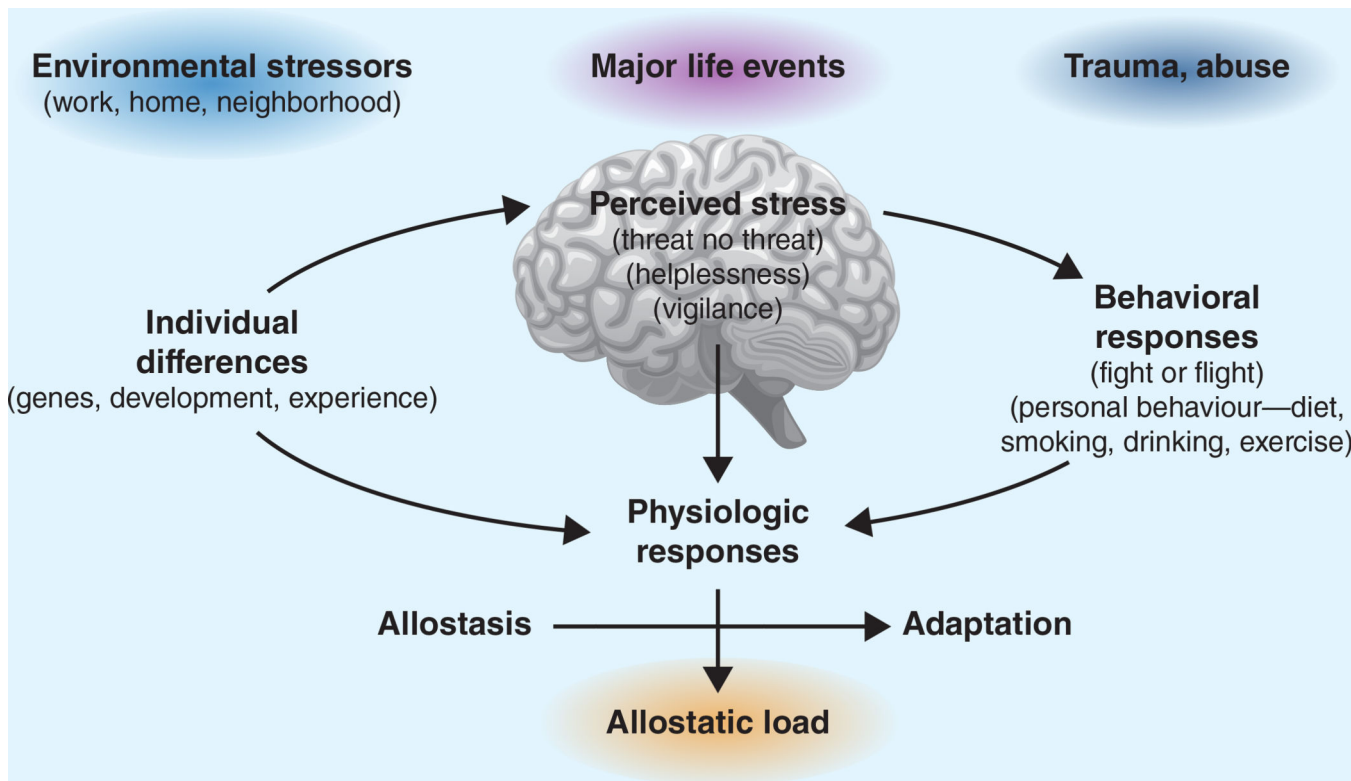 Environmental stressors
(work, home, neighborhood)
Major life events
Trauma, abuse
Perceived stress
(threat no threat)
(helplessness)
(vigilance)
Individual
differences
(genes, development, experience)
Behavioral
responses
(fight or flight)
(personal behaviour—diet,
smoking, drinking, exercise)
Physiologic
responses
Allostasis
Adaptation
Allostatic load